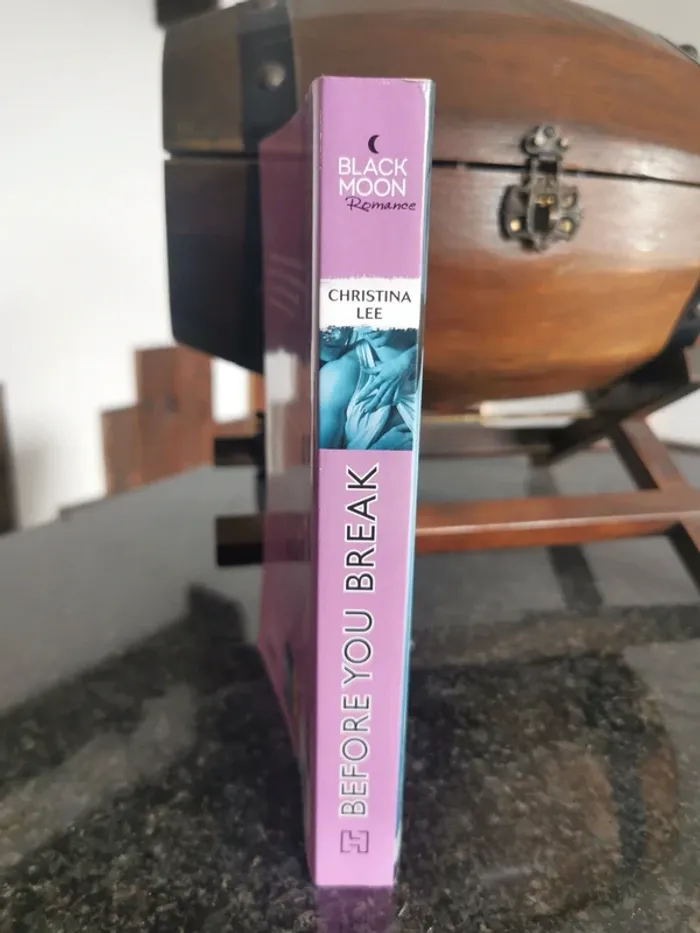 BLACK
MOON
Romance
CHRISTINA
LEE
BEFORE YOU BREAK
H